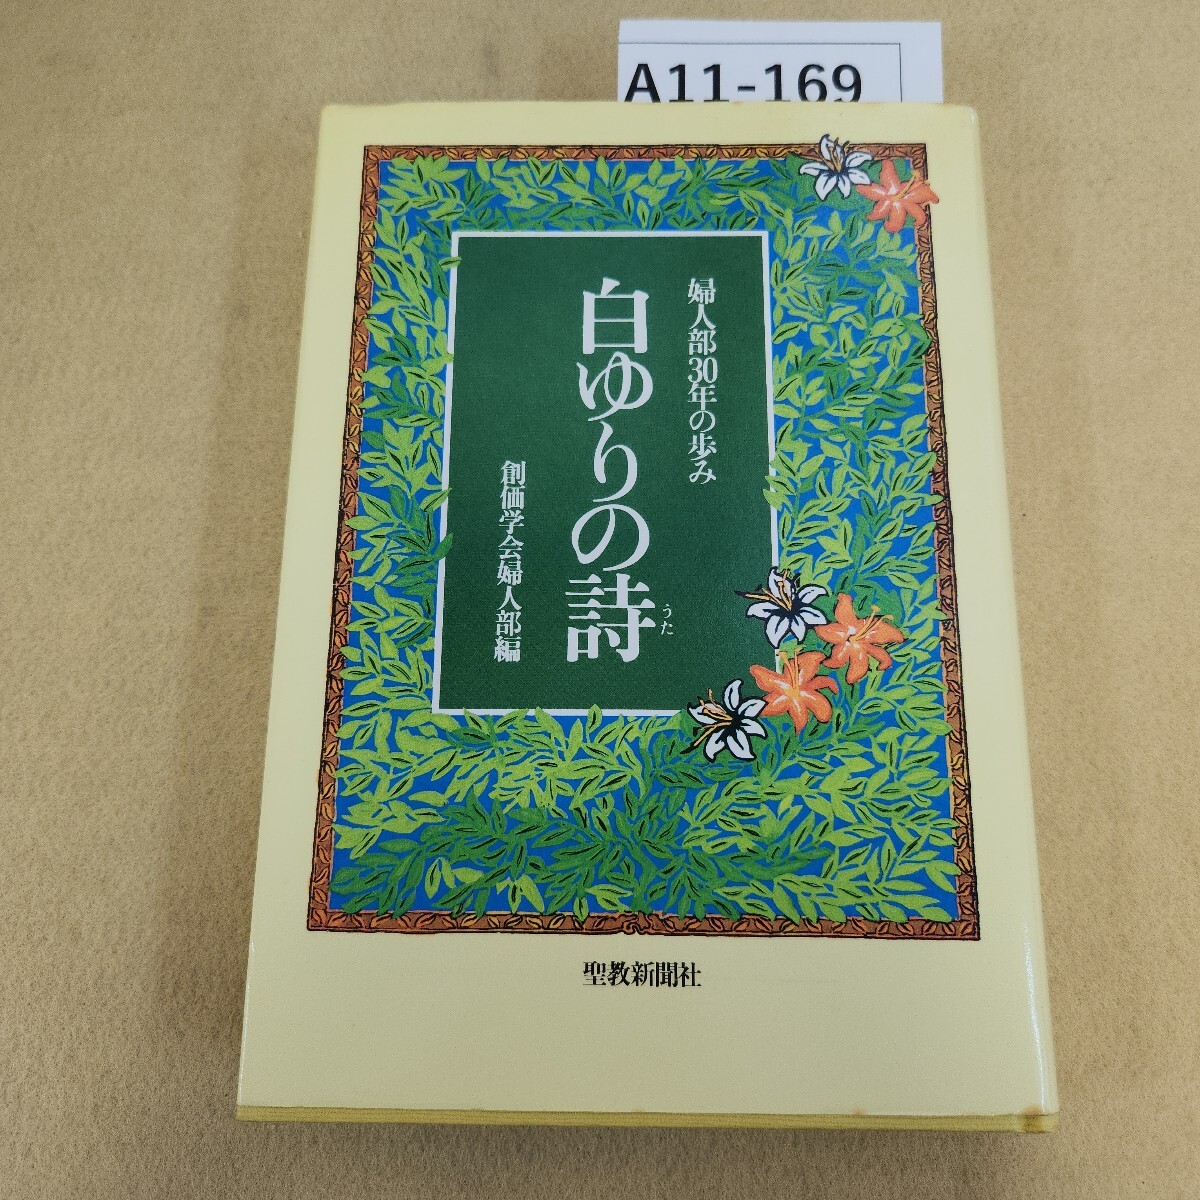 A11-169
婦人部30年の歩み
白ゆりの詩
うた
創価学会婦人部編
聖教新聞社